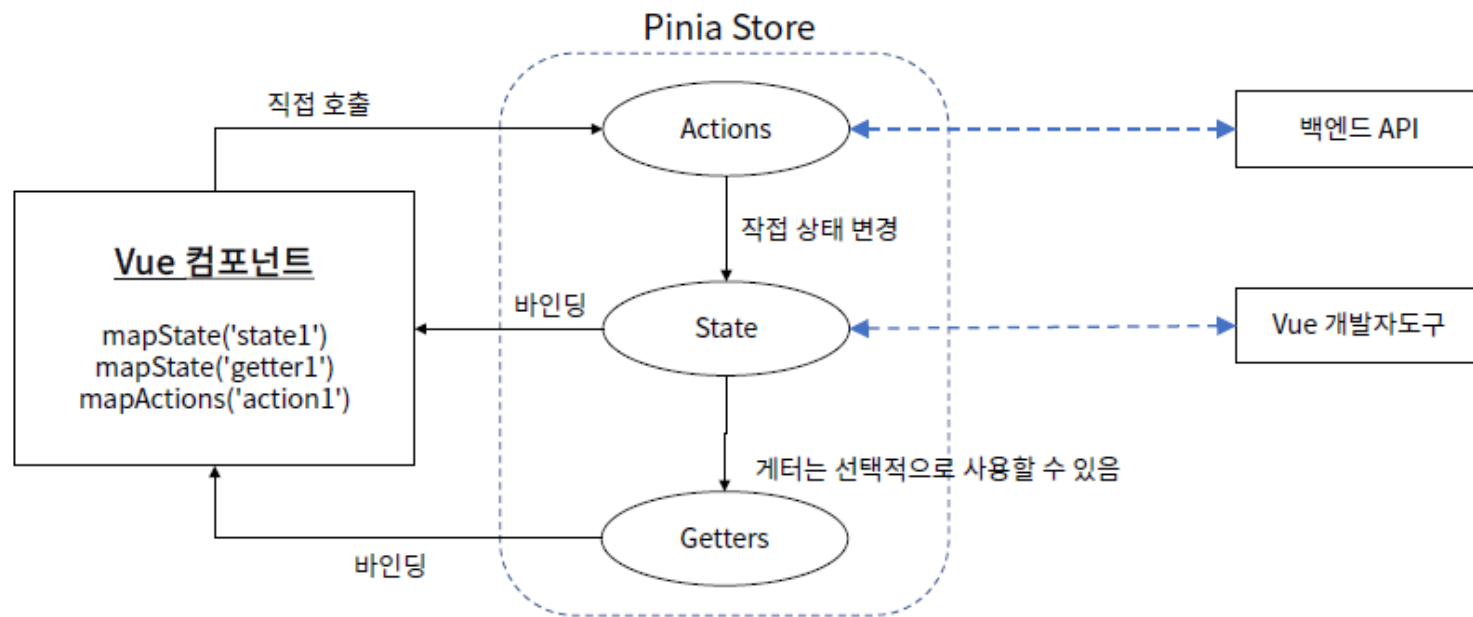 Pinia Store
직접 호출
Actions
백엔드 API
작접 상태 변경
Vue 컴포넌트
mapState('state1')
mapState('getter1')
mapActions('action1')
바인딩
State
Vue 개발자도구
게터는 선택적으로 사용할 수 있음
Getters
바인딩